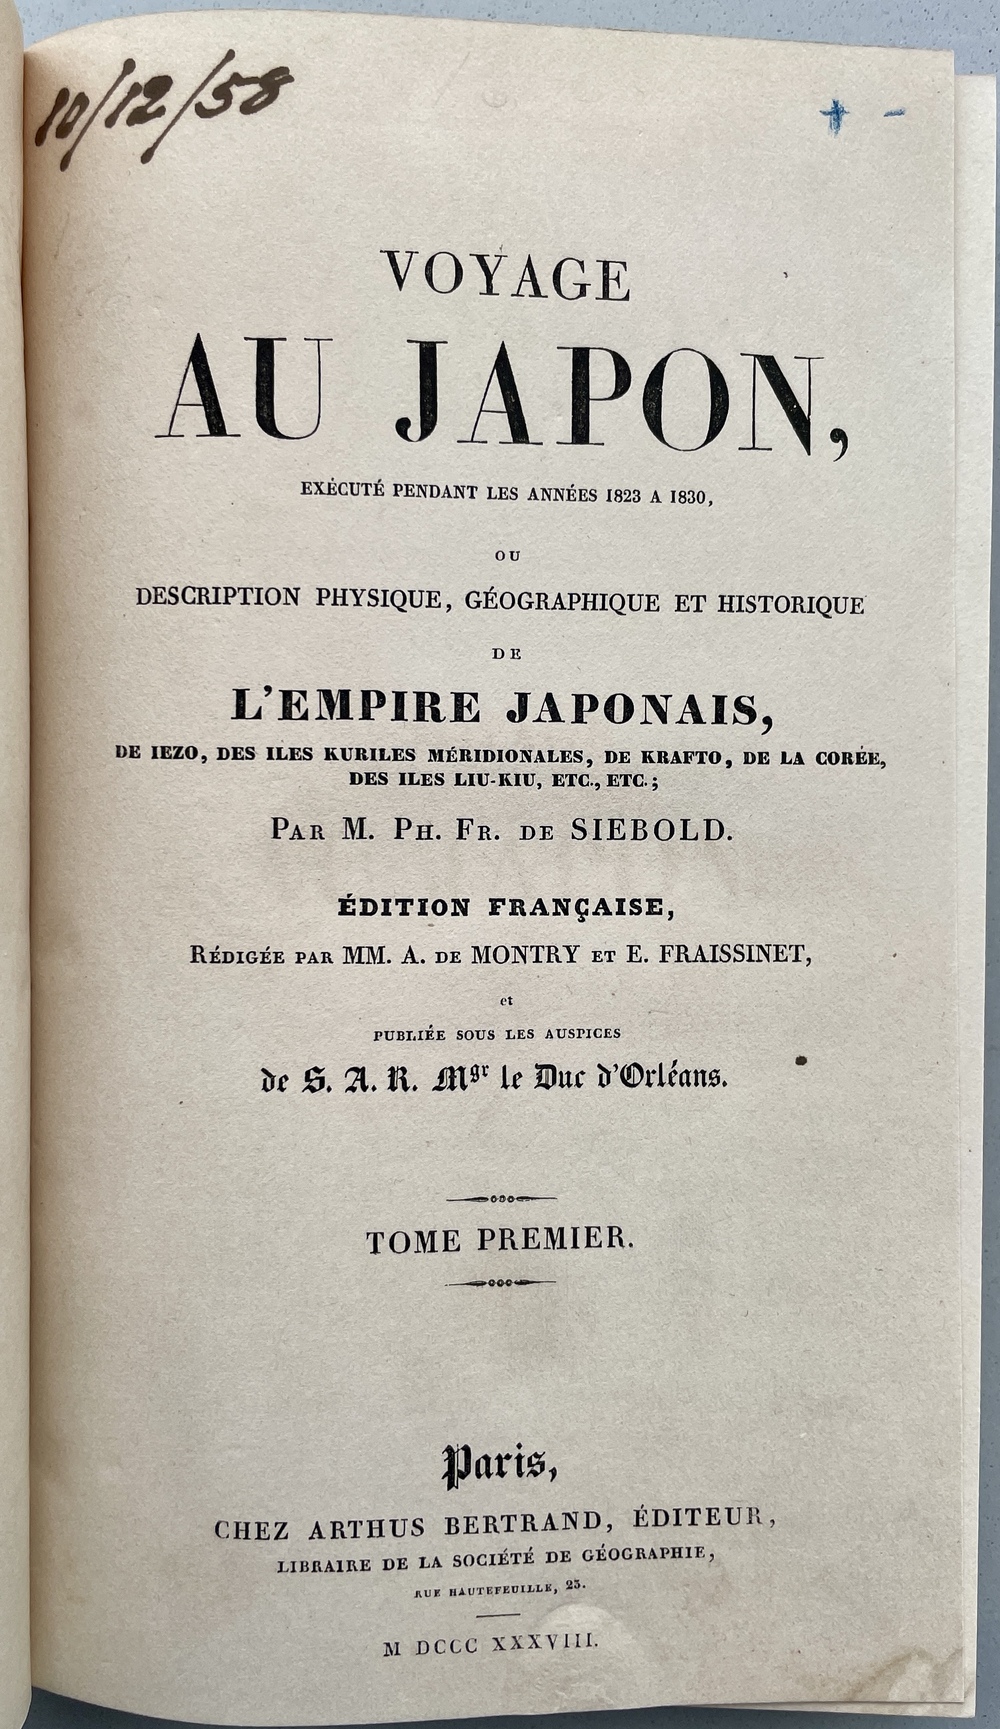 10/12/58
+ -
VOYAGE
AU JAPON,
EXÉCUTÉ PENDANT LES ANNÉES 1823 A 1830,
OU
DESCRIPTION PHYSIQUE, GÉOGRAPHIQUE ET HISTORIQUE
DE
L'EMPIRE JAPONAIS,
DE IEZO, DES ILES KURILES MÉRIDIONALES, DE KRAFTO, DE LA CORÉE,
DES ILES LIU-KIU, ETC., ETC.;
PAR M. PH. FR. DE SIEBOLD.
ÉDITION FRANÇAISE,
RÉDIGÉE PAR MM. A. DE MONTRY ET E. FRAISSINET,
et
PUBLIÉE SOUS LES AUSPICES
de S. A. R. Mgr le Duc d'Orléans.
TOME PREMIER.
Paris,
CHEZ ARTHUS BERTRAND, ÉDITEUR,
LIBRAIRE DE LA SOCIÉTÉ DE GÉOGRAPHIE,
RUE HAUTEFEUILLE, 23.
M DCCC XXXVIII.